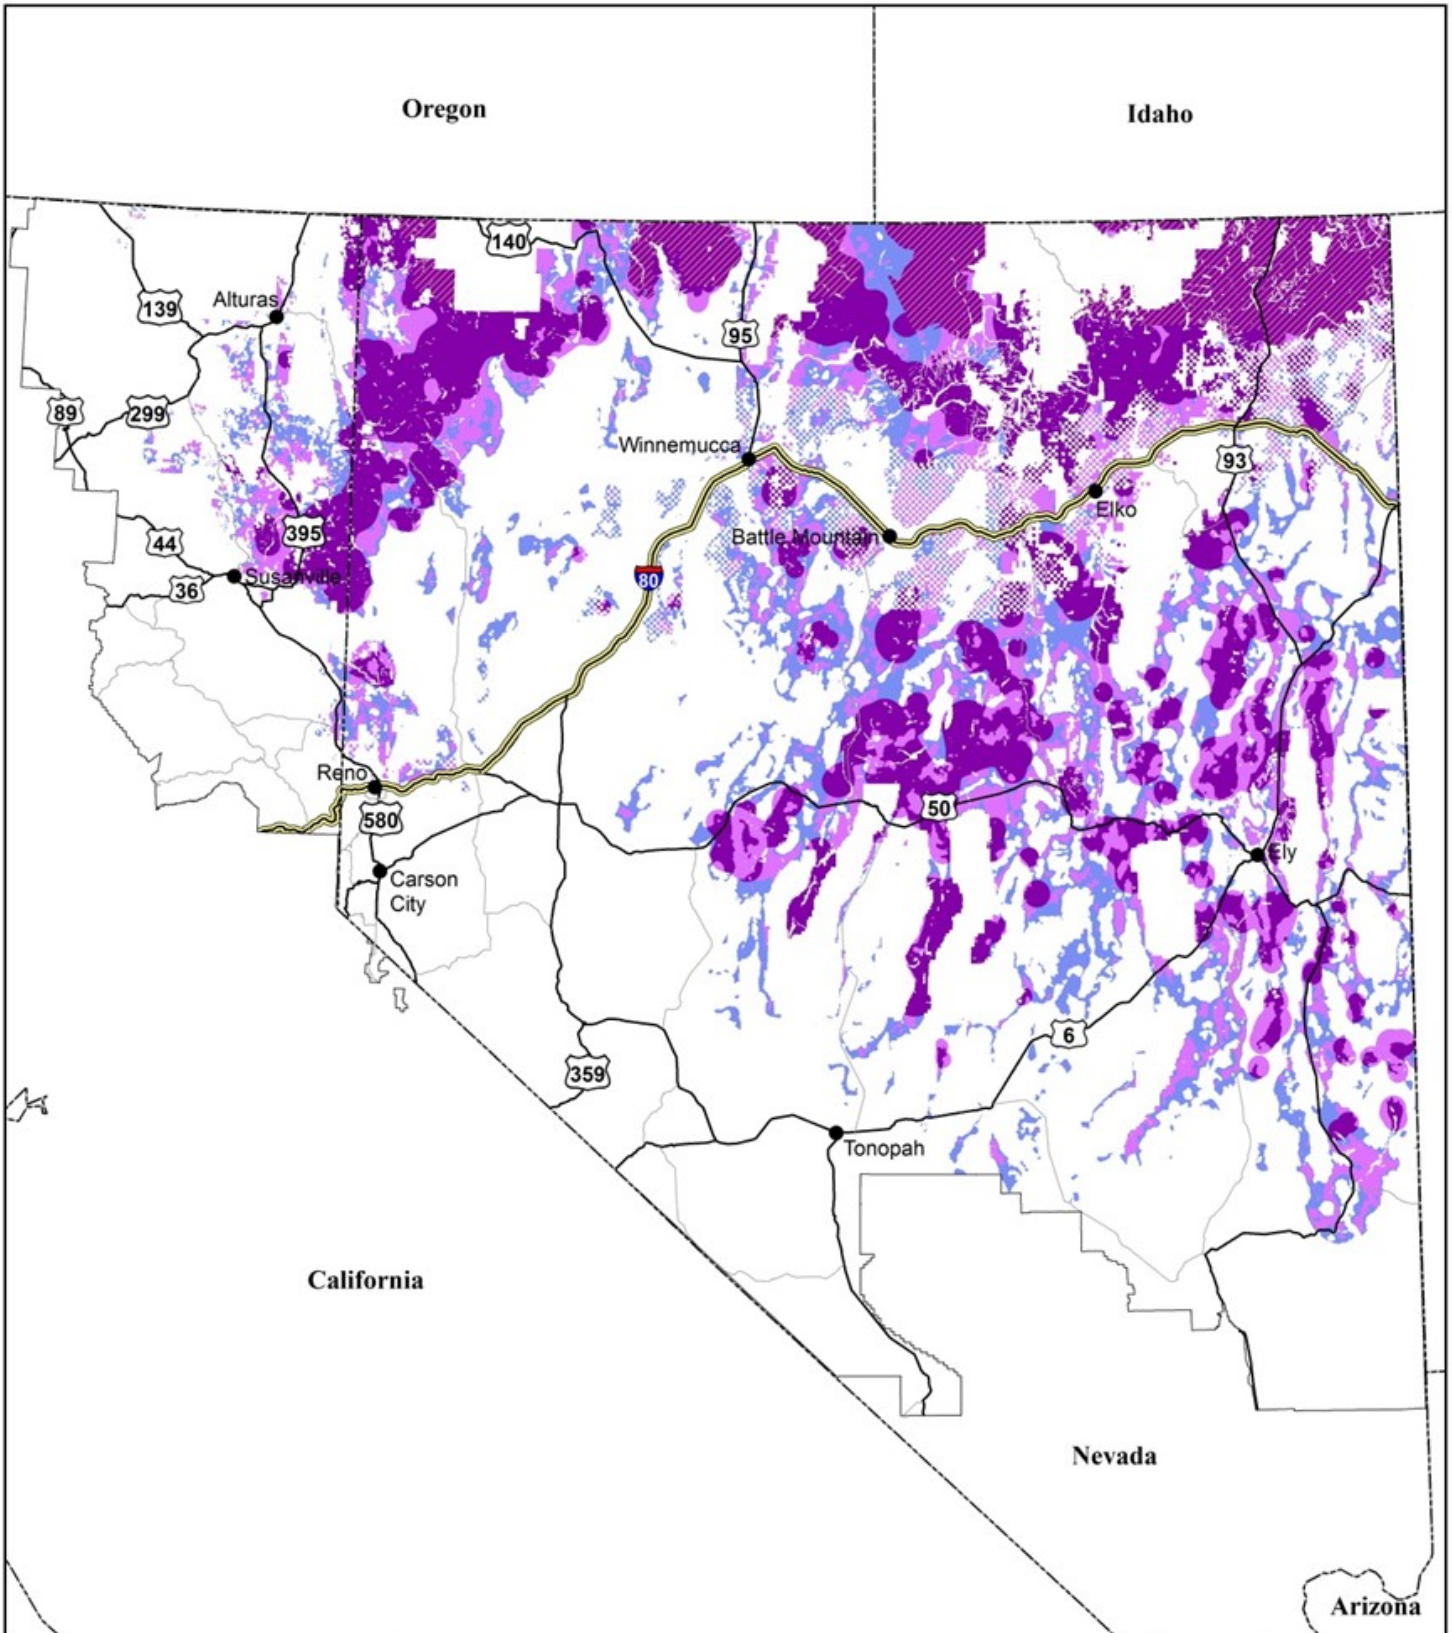 Oregon
Idaho
140
139
Alturas
95
89
299
Winnemucca
93
Elko
395
44
Battle Mountain
Susanville
36
80
Reno
50
580
Ely
Carson
City
6
359
Tonopah
California
Nevada
Arizona